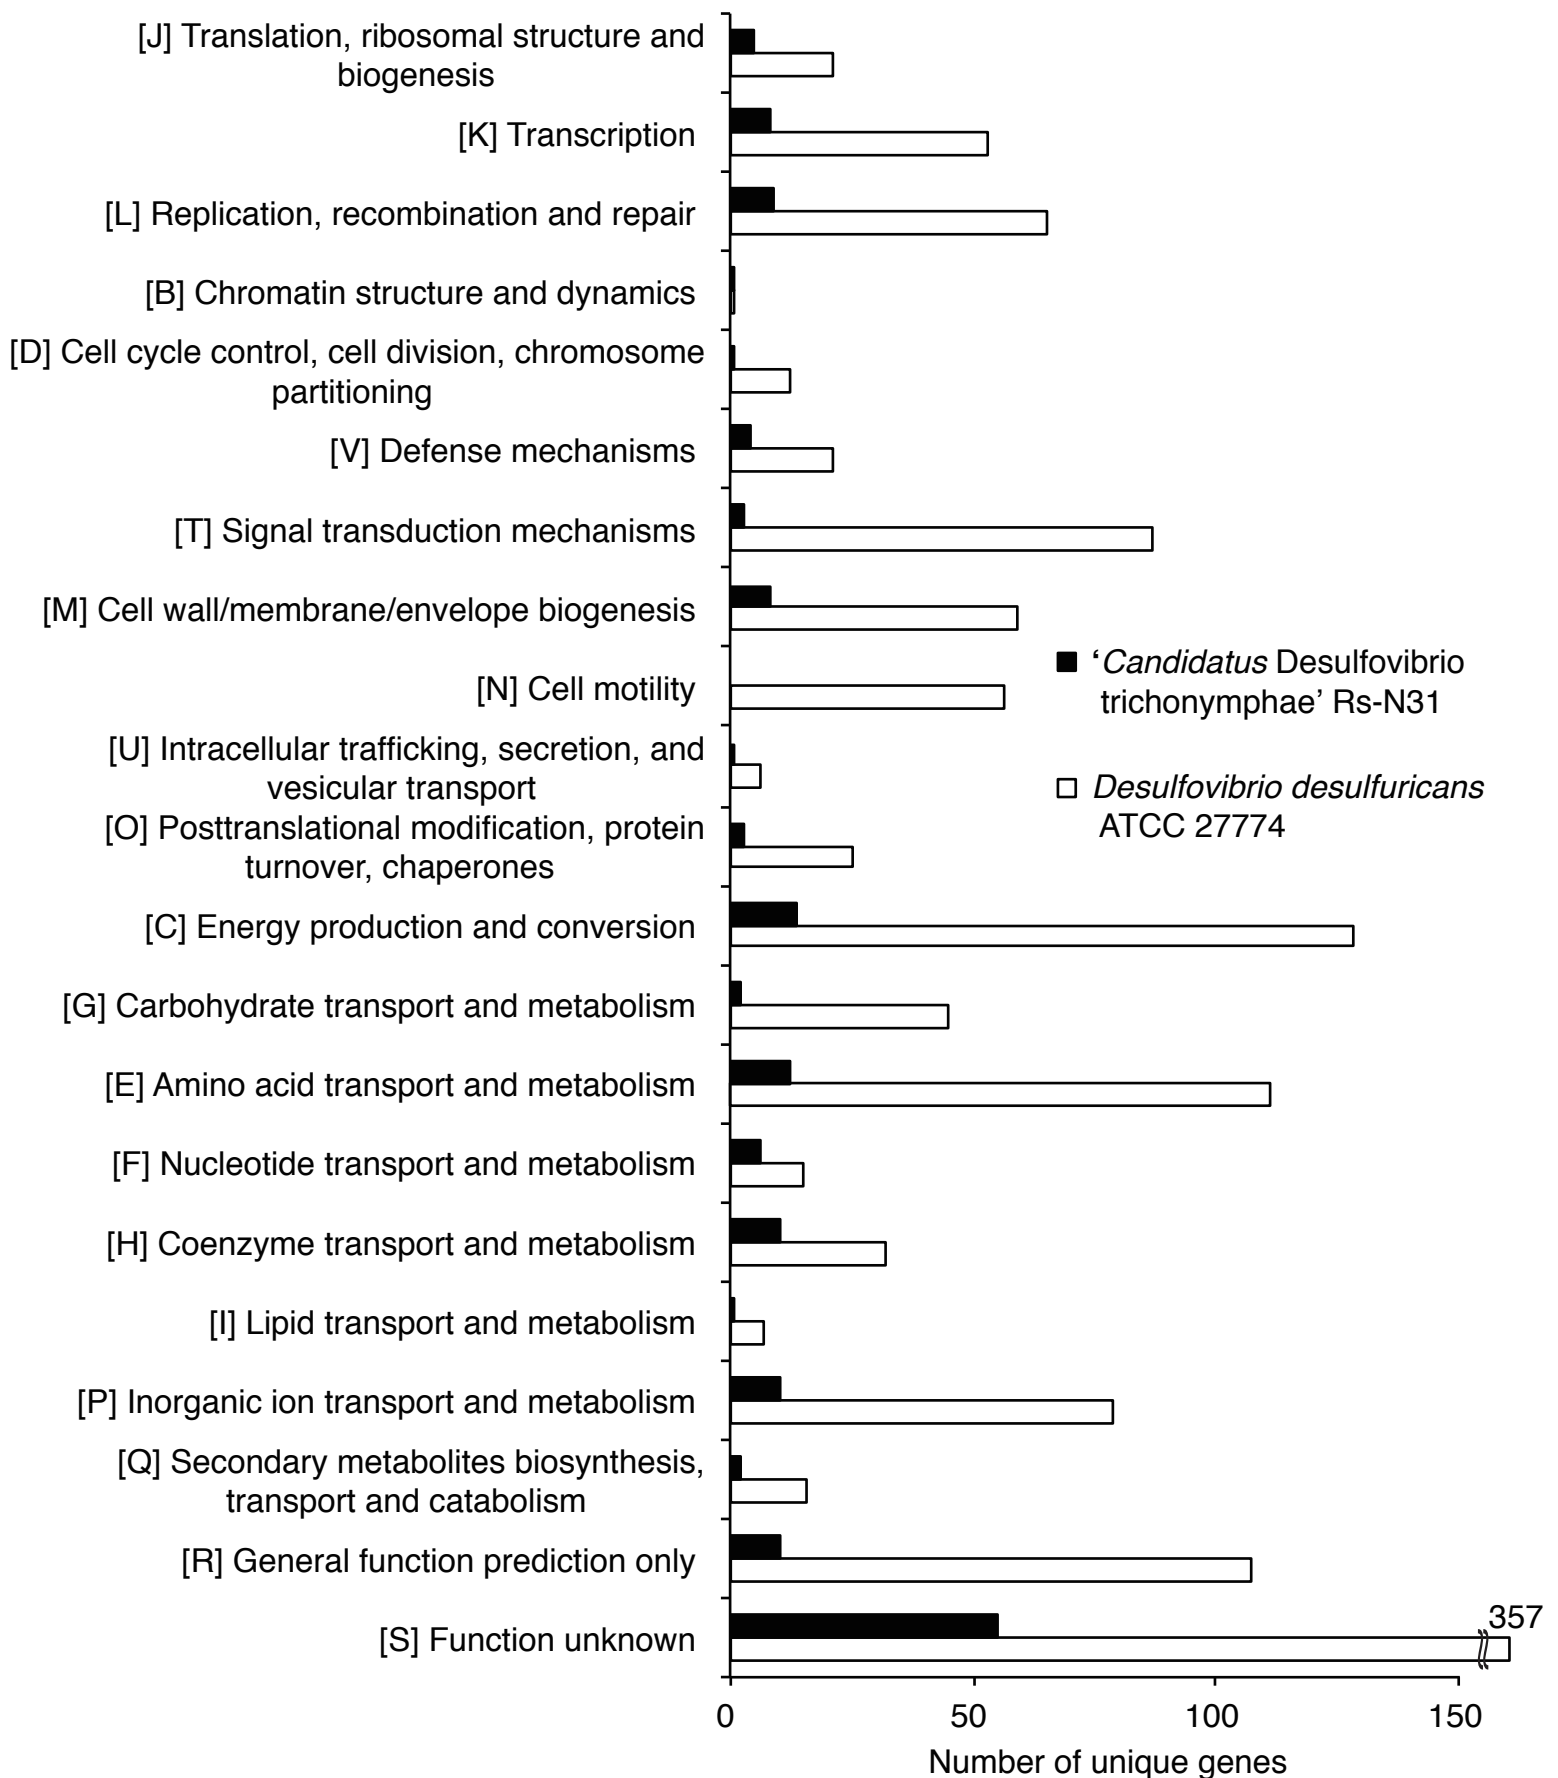 [J] Translation, ribosomal structure and
biogenesis
[K] Transcription
[L] Replication, recombination and repair
[B] Chromatin structure and dynamics
[D] Cell cycle control, cell division, chromosome
partitioning
[V] Defense mechanisms
[T] Signal transduction mechanisms
[M] Cell wall/membrane/envelope biogenesis
[N] Cell motility
[U] Intracellular trafficking, secretion, and
vesicular transport
[O] Posttranslational modification, protein
turnover, chaperones
[C] Energy production and conversion
[G] Carbohydrate transport and metabolism
[E] Amino acid transport and metabolism
[F] Nucleotide transport and metabolism
[H] Coenzyme transport and metabolism
[I] Lipid transport and metabolism
[P] Inorganic ion transport and metabolism
[Q] Secondary metabolites biosynthesis,
transport and catabolism
[R] General function prediction only
[S] Function unknown
‘Candidatus Desulfovibrio
trichonymphae’ Rs-N31
Desulfovibrio desulfuricans
ATCC 27774
357
0 50 100 150
Number of unique genes